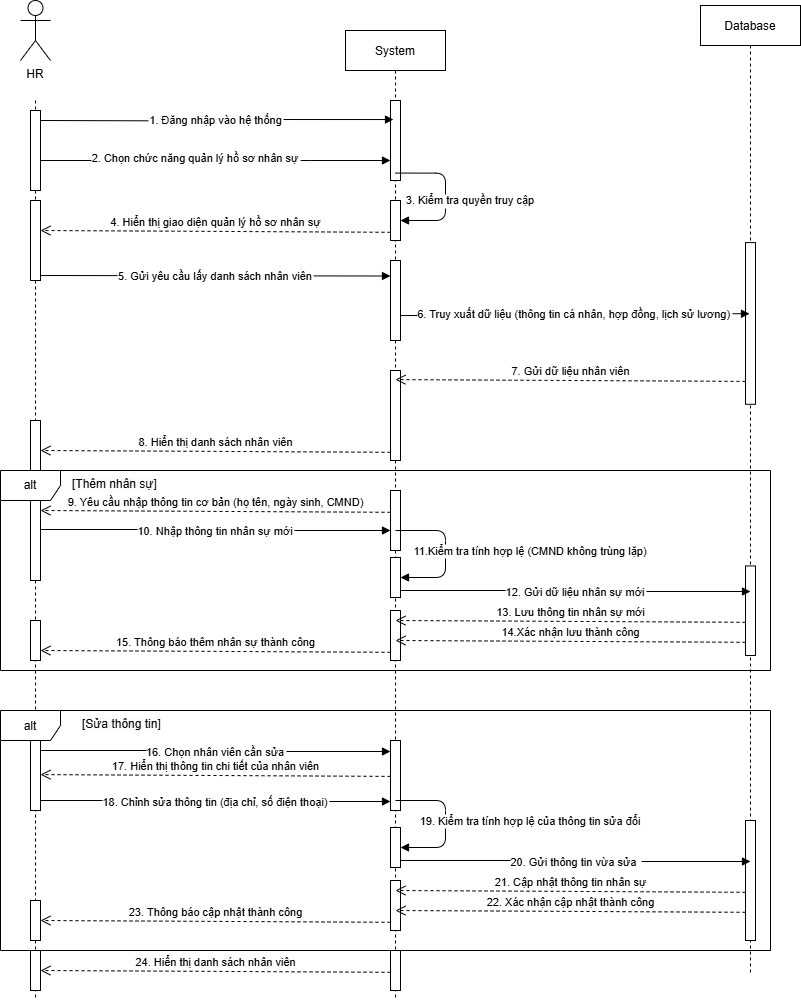 HR
System
Database
1. Đăng nhập vào hệ thống
2. Chọn chức năng quản lý hồ sơ nhân sự
3. Kiểm tra quyền truy cập
4. Hiển thị giao diện quản lý hồ sơ nhân sự
5. Gửi yêu cầu lấy danh sách nhân viên
6. Truy xuất dữ liệu (thông tin cá nhân, hợp đồng, lịch sử lương)
7. Gửi dữ liệu nhân viên
8. Hiển thị danh sách nhân viên
alt
[Thêm nhân sự]
9. Yêu cầu nhập thông tin cơ bản (họ tên, ngày sinh, CMND)
10. Nhập thông tin nhân sự mới
11.Kiểm tra tính hợp lệ (CMND không trùng lặp)
12. Gửi dữ liệu nhân sự mới
13. Lưu thông tin nhân sự mới
14.Xác nhận lưu thành công
15. Thông báo thêm nhân sự thành công
alt
[Sửa thông tin]
16. Chọn nhân viên cần sửa
17. Hiển thị thông tin chi tiết của nhân viên
18. Chỉnh sửa thông tin (địa chỉ, số điện thoại)
19. Kiểm tra tính hợp lệ của thông tin sửa đổi
20. Gửi thông tin vừa sửa
21. Cập nhật thông tin nhân sự
22. Xác nhận cập nhật thành công
23. Thông báo cập nhật thành công
24. Hiển thị danh sách nhân viên